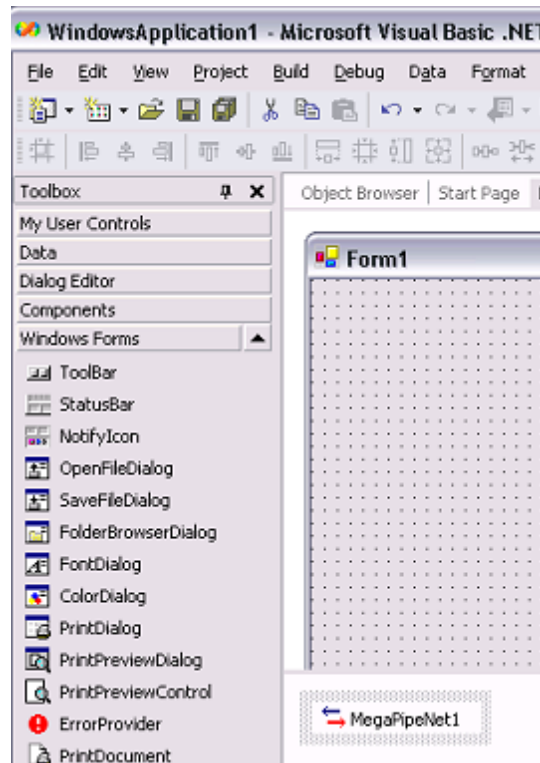 WindowsApplication1 - Microsoft Visual Basic .NET
File Edit View Project Build Debug Data Format
Toolbox
Object Browser Start Page
My User Controls
Data
Dialog Editor
Components
Windows Forms
Form1
ToolBar
StatusBar
NotifyIcon
OpenFileDialog
SaveFileDialog
FolderBrowserDialog
FontDialog
ColorDialog
PrintDialog
PrintPreviewDialog
PrintPreviewControl
ErrorProvider
PrintDocument
MegaPipeNet1